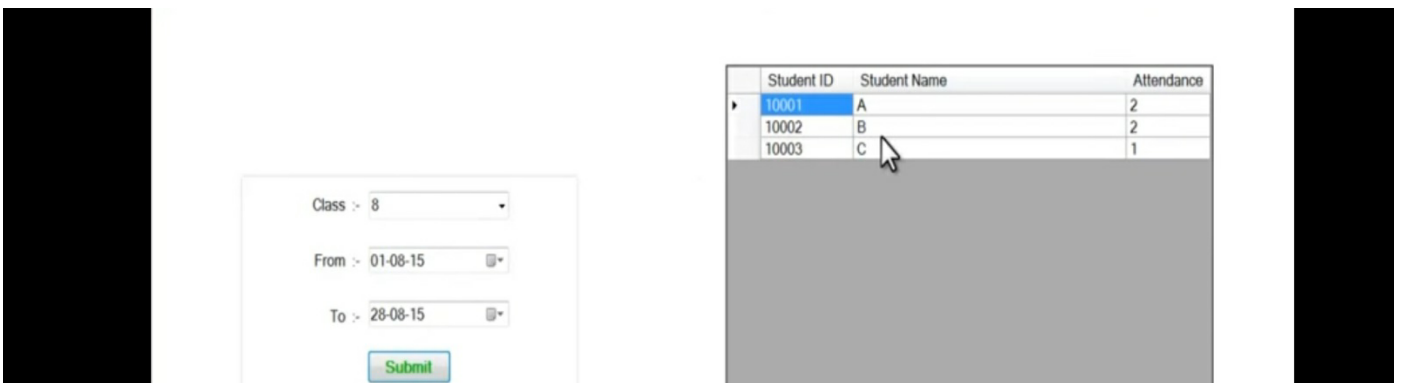 Class :- 8
From :- 01-08-15
To :- 28-08-15
Submit
Student ID Student Name Attendance
10001 A 2
10002 B 2
10003 C 1